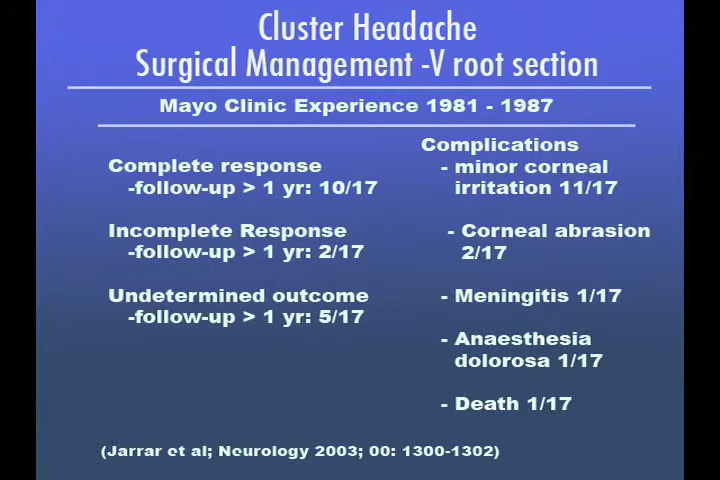 Cluster Headache
Surgical Management -V root section
Mayo Clinic Experience 1981 - 1987
Complete response
-follow-up > 1 yr: 10/17
Incomplete Response
-follow-up > 1 yr: 2/17
Undetermined outcome
-follow-up > 1 yr: 5/17
Complications
- minor corneal
irritation 11/17
- Corneal abrasion
2/17
- Meningitis 1/17
- Anaesthesia
dolorosa 1/17
- Death 1/17
(Jarrar et al; Neurology 2003; 00: 1300-1302)